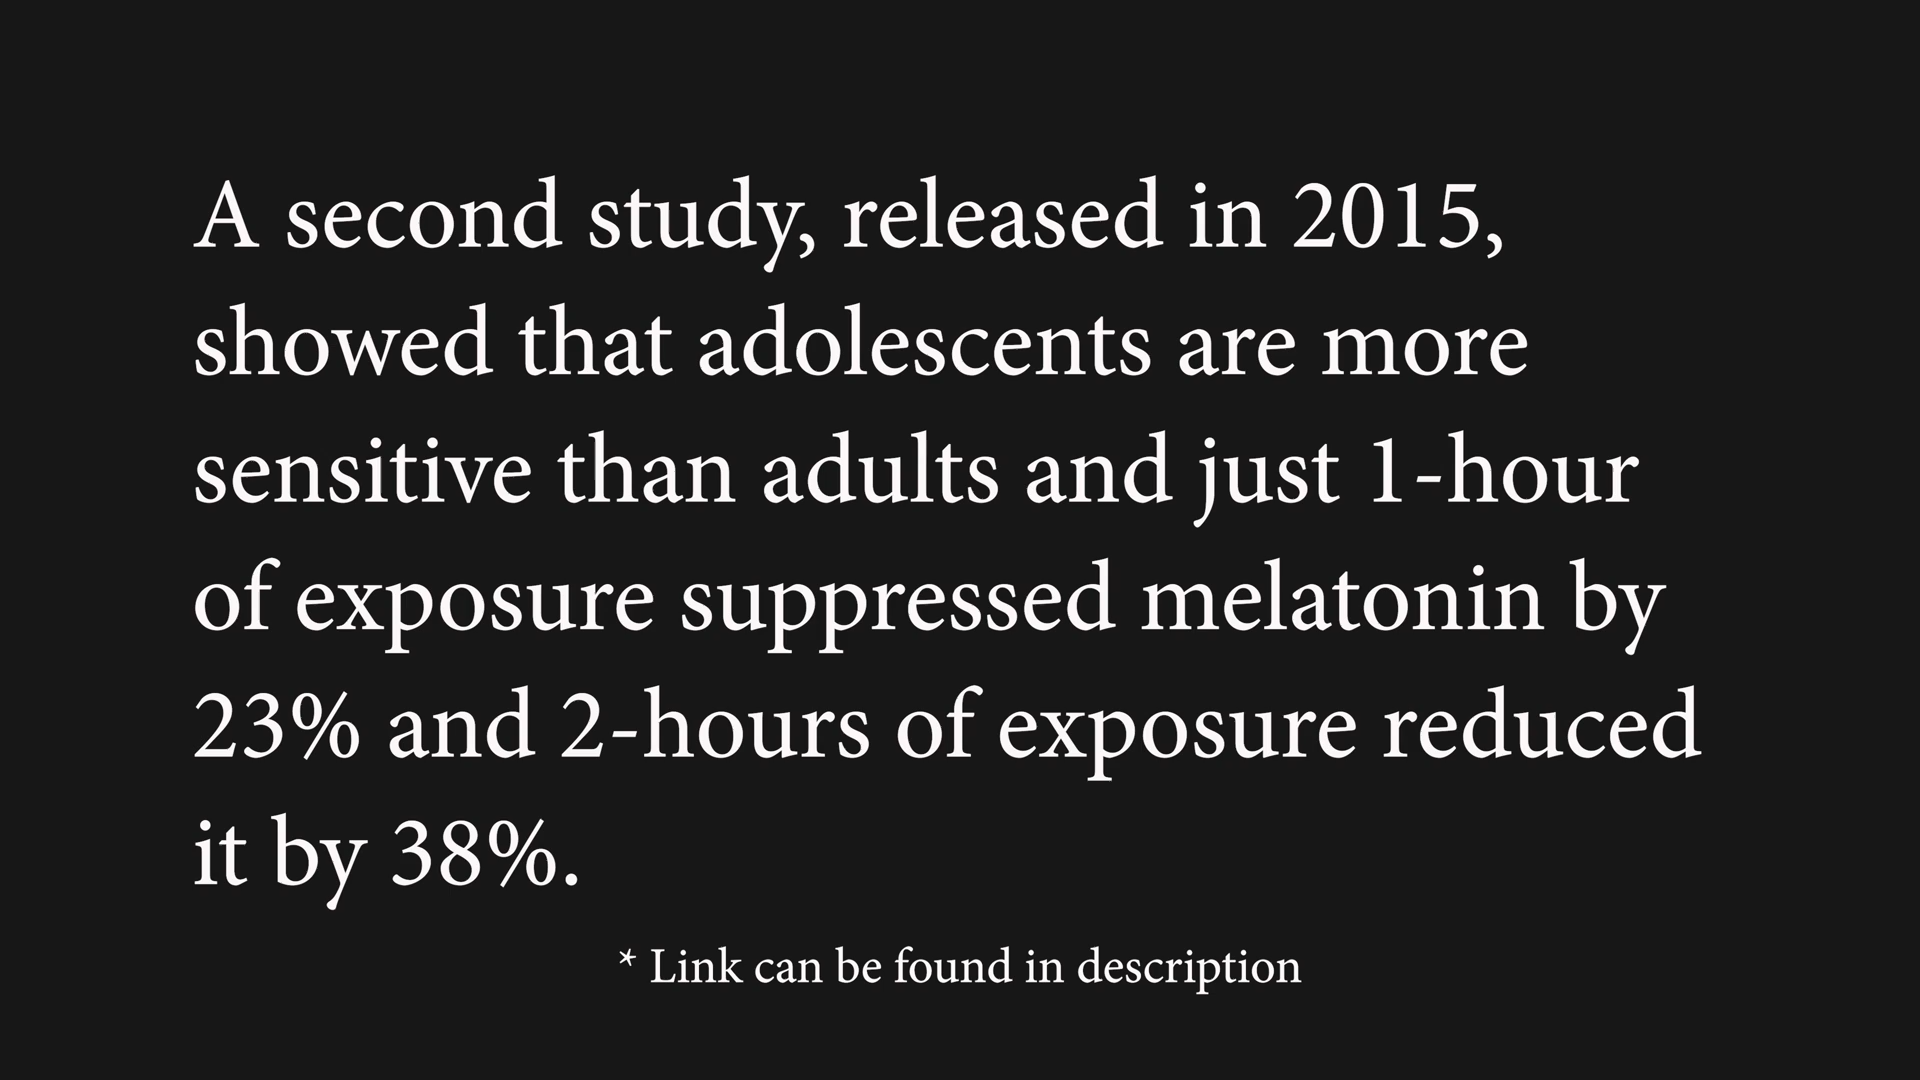 A second study, released in 2015,
showed that adolescents are more
sensitive than adults and just 1-hour
of exposure suppressed melatonin by
23% and 2-hours of exposure reduced
it by 38%.
* Link can be found in description